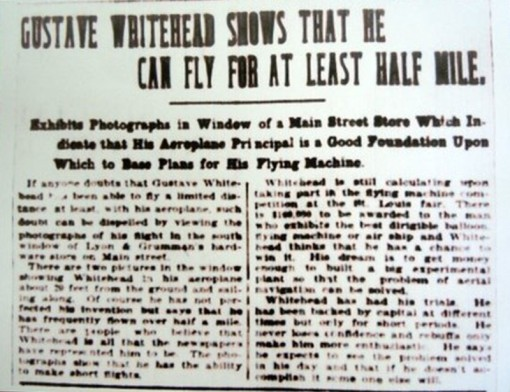 GUSTAVE WHITEHEAD SHOWS THAT HE
CAN FLY FOR AT LEAST HALF MILE.
Exhibits Photographs in Window of a Main Street Store Which In-
dicate that His Aeroplane Principal is a Good Foundation Upon
Which to Base Plans for His Flying Machine.
If anyone doubts that Gustave White-
head been able to fly a limited dis-
tance at least, with his aeroplane, such
doubt can be dispelled by viewing the
photographs of his flight in the south
window of Lyon & Grumman's hard-
ware store on Main street.
There are two pictures in the window
showing Whitehead in his aeroplane
about 20 feet from the ground and sail-
ing along. Of course he has not per-
fected his invention but says that he
has frequently flown over half a mile.
There are people who believe that
Whitehead is all that the newspapers
have represented him to be. The pho-
tographs show that he has the ability
to make short flights.
Whitehead is still calculating upon
taking part in the flying machine com-
petition at the St. Louis fair. There
is to be awarded to the man
who exhibits the best dirigible balloon,
flying machine or air ship and White-
head thinks that he has a chance to
win it. His dream is to get money
enough to built a big experimental
plant so that the problem of aerial
navigation can be solved.
Whitehead has had his trials. He
has been backed by capital at different
times but only for short periods. He
never loses confidence and rebuffs only
make him more enthusiastic. He says
he expects to see the problem solved
in his day and that if he doesn't ac-
complish it some one else will.